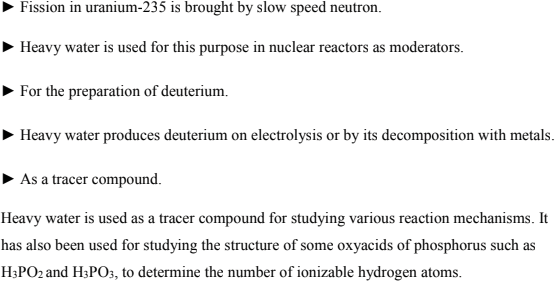 ► Fission in uranium-235 is brought by slow speed neutron.
► Heavy water is used for this purpose in nuclear reactors as moderators.
► For the preparation of deuterium.
► Heavy water produces deuterium on electrolysis or by its decomposition with metals.
► As a tracer compound.
Heavy water is used as a tracer compound for studying various reaction mechanisms. It
has also been used for studying the structure of some oxyacids of phosphorus such as
H₃PO₂ and H₃PO₃, to determine the number of ionizable hydrogen atoms.